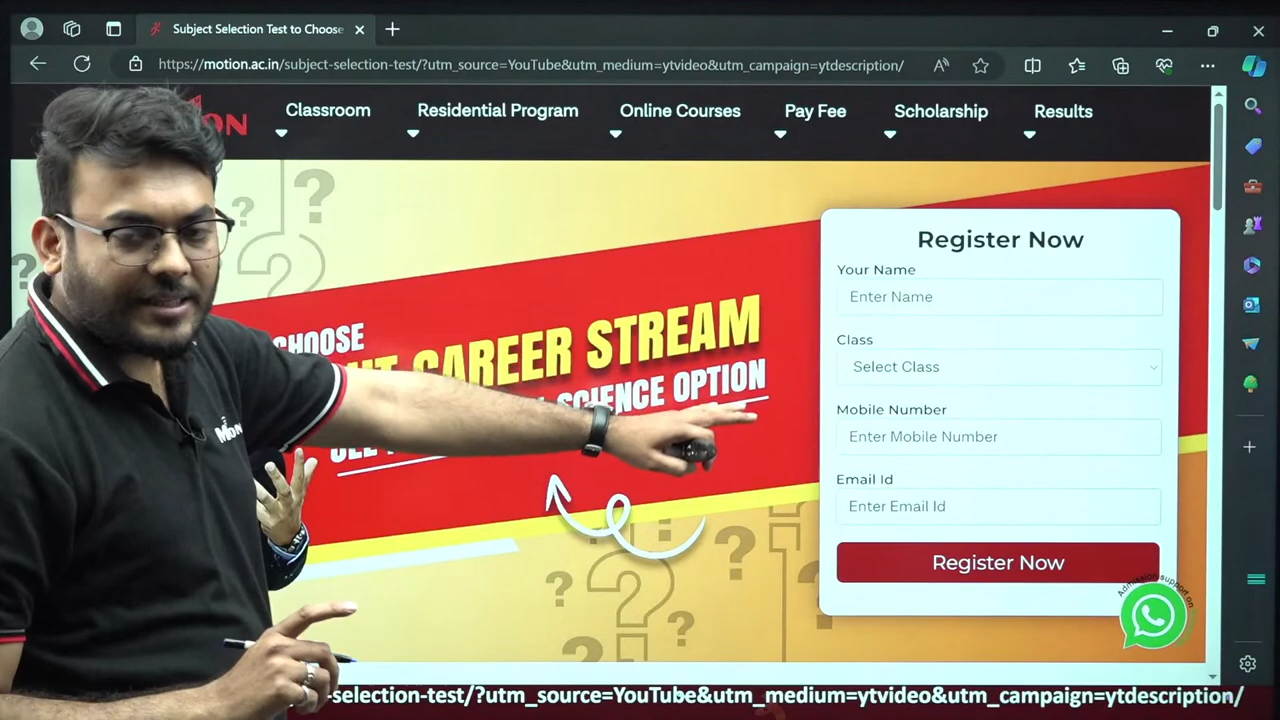 Subject Selection Test to Choose
https://motion.ac.in/subject-selection-test/?utm_source=YouTube&utm_medium=ytvideo&utm_campaign=ytdescription/
Classroom
Residential Program
Online Courses
Pay Fee
Scholarship
Results
CHOOSE
CAREER STREAM
SCIENCE OPTION
Register Now
Your Name
Enter Name
Class
Select Class
Mobile Number
Enter Mobile Number
Email Id
Enter Email Id
Register Now
Admission support on
-selection-test/?utm_source=YouTube&utm_medium=ytvideo&utm_campaign=ytdescription/